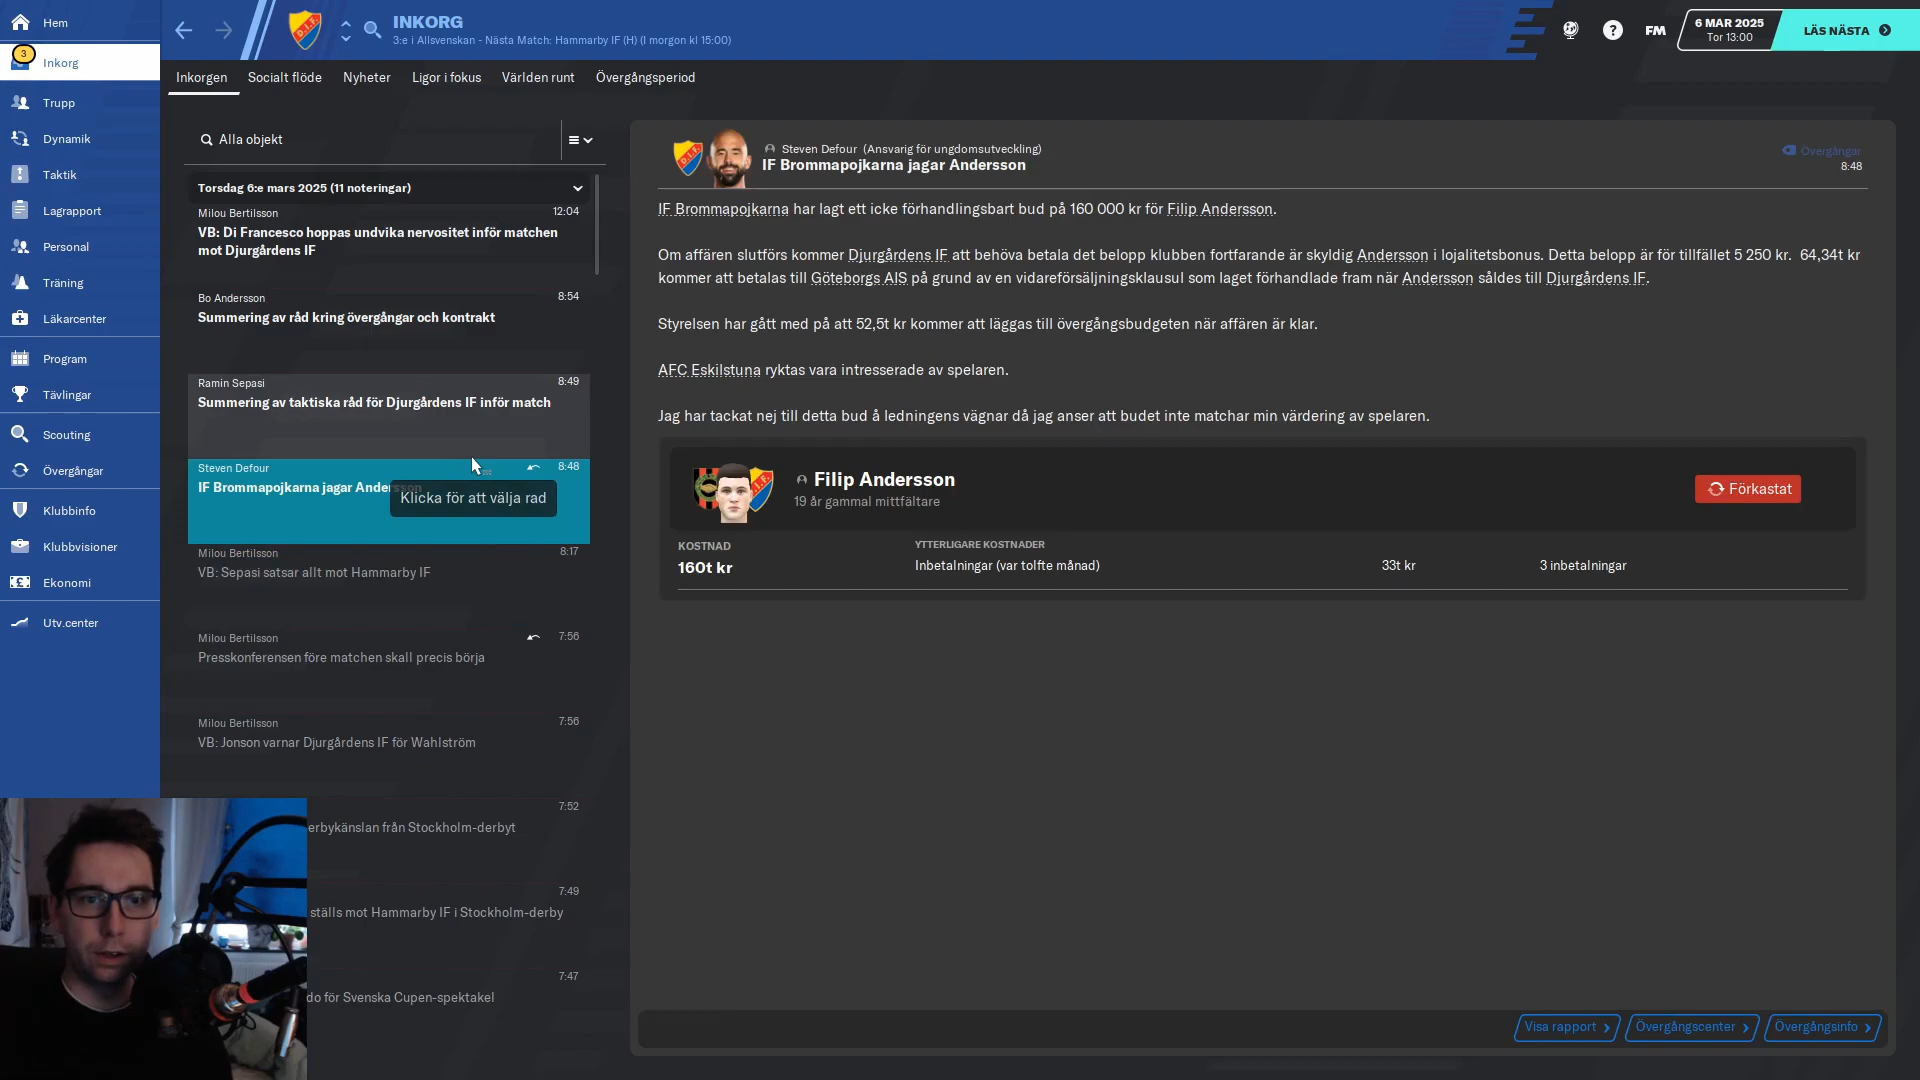 Hem
3
Inkorg
Trupp
Dynamik
Taktik
Lagrapport
Personal
Träning
Läkarcenter
Program
Tävlingar
Scouting
Övergångar
Klubbinfo
Klubbvisioner
Ekonomi
Utv.center
INKORG
3:e i Allsvenskan - Nästa Match: Hammarby IF (H) (I morgon kl 15:00)
FM
6 MAR 2025
Tor 13:00
LÄS NÄSTA
Inkorgen
Socialt flöde
Nyheter
Ligor i fokus
Världen runt
Övergångsperiod
Alla objekt
Torsdag 6:e mars 2025 (11 noteringar)
Milou Bertilsson 12:04
VB: Di Francesco hoppas undvika nervositet inför matchen
mot Djurgårdens IF
Bo Andersson 8:54
Summering av råd kring övergångar och kontrakt
Ramin Sepasi 8:49
Summering av taktiska råd för Djurgårdens IF inför match
Steven Defour 8:48
IF Brommapojkarna jagar Andersson
Klicka för att välja rad
Milou Bertilsson 8:17
VB: Sepasi satsar allt mot Hammarby IF
Milou Bertilsson 7:56
Presskonferensen före matchen skall precis börja
Milou Bertilsson 7:56
VB: Jonson varnar Djurgårdens IF för Wahlström
7:52
erbykänslan från Stockholm-derbyt
7:49
ställs mot Hammarby IF i Stockholm-derby
7:47
do för Svenska Cupen-spektakel
Steven Defour (Ansvarig för ungdomsutveckling)
IF Brommapojkarna jagar Andersson
Övergångar
8:48
IF Brommapojkarna har lagt ett icke förhandlingsbart bud på 160 000 kr för Filip Andersson.
Om affären slutförs kommer Djurgårdens IF att behöva betala det belopp klubben fortfarande är skyldig Andersson i lojalitetsbonus. Detta belopp är för tillfället 5 250 kr. 64,34t kr
kommer att betalas till Göteborgs AIS på grund av en vidareförsäljningsklausul som laget förhandlade fram när Andersson såldes till Djurgårdens IF.
Styrelsen har gått med på att 52,5t kr kommer att läggas till övergångsbudgeten när affären är klar.
AFC Eskilstuna ryktas vara intresserade av spelaren.
Jag har tackat nej till detta bud å ledningens vägnar då jag anser att budet inte matchar min värdering av spelaren.
Filip Andersson
19 år gammal mittfältare
Förkastat
KOSTNAD
160t kr
YTTERLIGARE KOSTNADER
Inbetalningar (var tolfte månad) 33t kr 3 inbetalningar
Visa rapport
Övergångscenter
Övergångsinfo